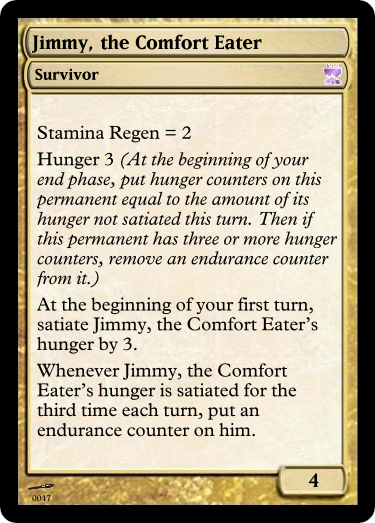 Jimmy, the Comfort Eater
Survivor
Stamina Regen = 2
Hunger 3 (At the beginning of your
end phase, put hunger counters on this
permanent equal to the amount of its
hunger not satiated this turn. Then if
this permanent has three or more hunger
counters, remove an endurance counter
from it.)
At the beginning of your first turn,
satiate Jimmy, the Comfort Eater's
hunger by 3.
Whenever Jimmy, the Comfort
Eater's hunger is satiated for the
third time each turn, put an
endurance counter on him.
4
0047